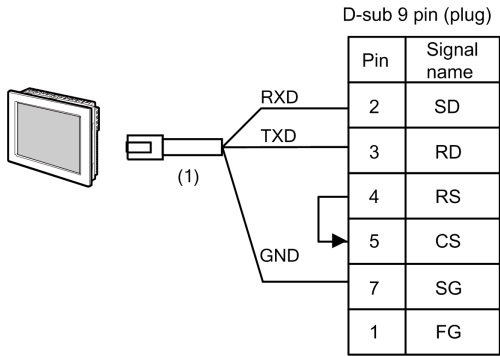 D-sub 9 pin (plug)
Pin Signal name
RXD 2 SD
TXD 3 RD
(1)
4 RS
5 CS
GND 7 SG
1 FG